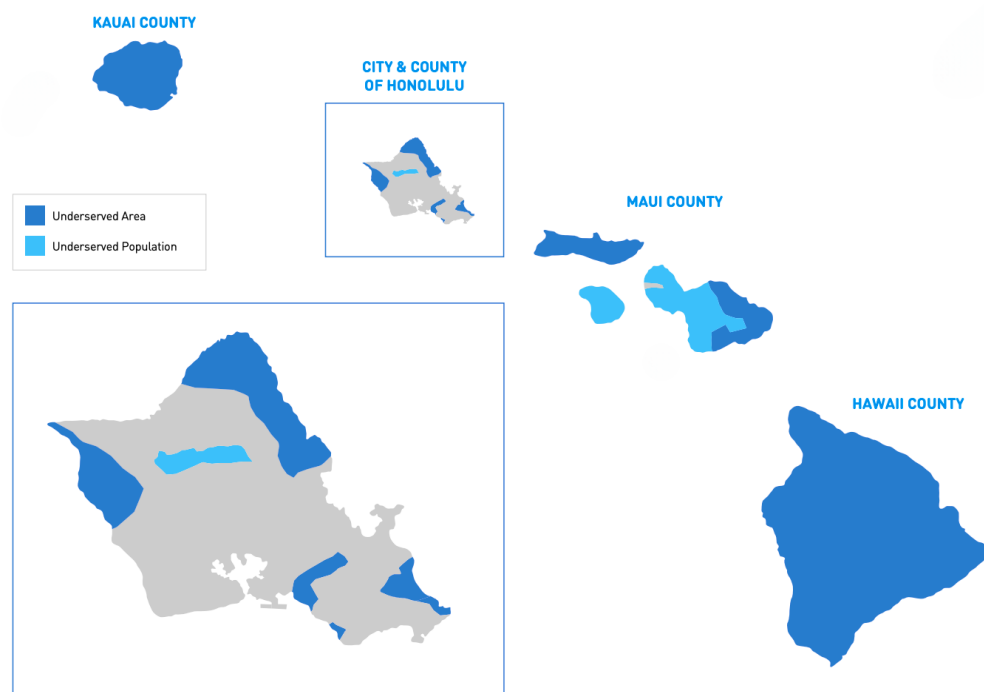 KAUAI COUNTY
CITY & COUNTY
OF HONOLULU
MAUI COUNTY
Underserved Area
Underserved Population
HAWAII COUNTY